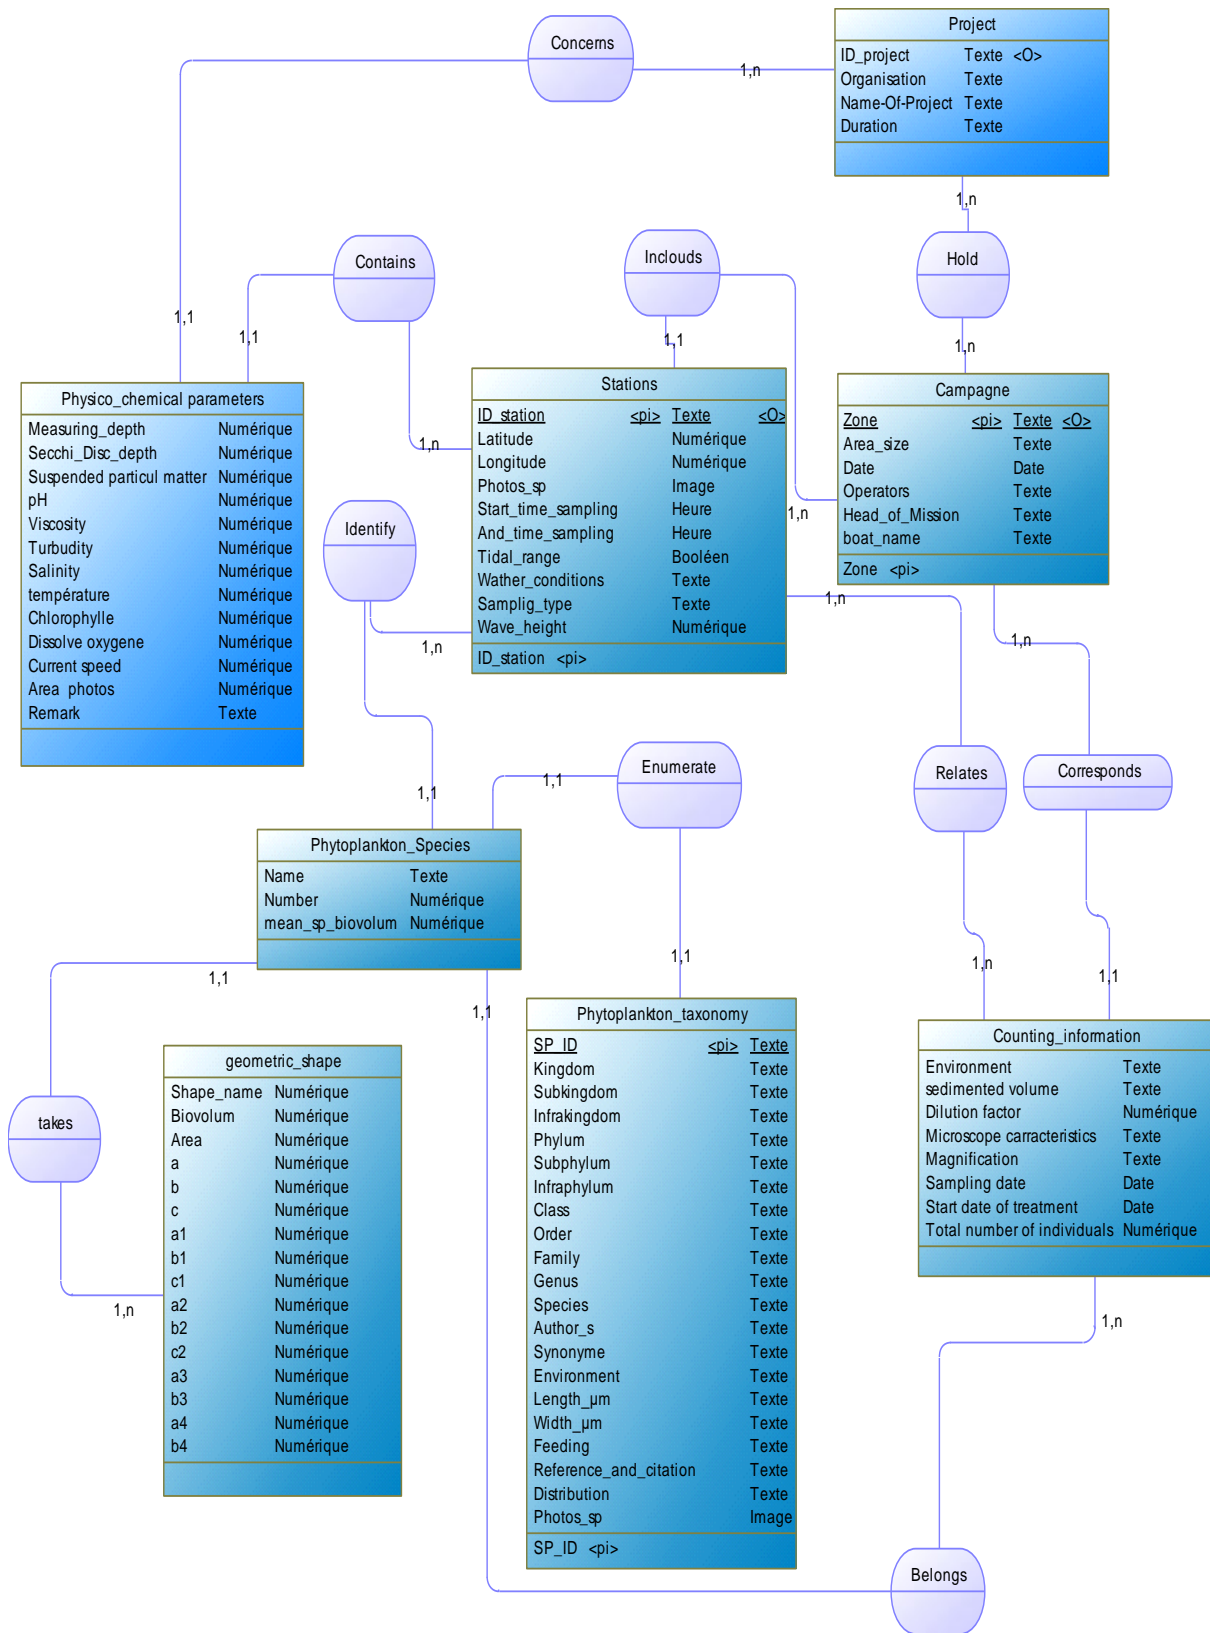 Concerns
Project
ID_project Texte <O>
Organisation Texte
Name-Of-Project Texte
Duration Texte
1,n
1,n
Contains
Inclouds
Hold
1,1
1,1
1,1
1,n
Physico_chemical parameters
Measuring_depth Numérique
Secchi_Disc_depth Numérique
Suspended particul matter Numérique
pH Numérique
Viscosity Numérique
Turbudity Numérique
Salinity Numérique
température Numérique
Chlorophylle Numérique
Dissolve oxygene Numérique
Current speed Numérique
Area photos Numérique
Remark Texte
1,n
Stations
ID_station <pi> Texte <O>
Latitude Numérique
Longitude Numérique
Photos_sp Image
Start_time_sampling Heure
And_time_sampling Heure
Tidal_range Booléen
Wather_conditions Texte
Samplig_type Texte
Wave_height Numérique
ID_station <pi>
Campagne
Zone <pi> Texte <O>
Area_size Texte
Date Date
Operators Texte
Head_of_Mission Texte
boat_name Texte
Zone <pi>
1,n
Identify
1,n
1,n
1,n
Enumerate
Relates
Corresponds
1,1
1,1
Phytoplankton_Species
Name Texte
Number Numérique
mean_sp_biovolum Numérique
1,1
1,1
1,1
1,n
1,1
geometric_shape
Shape_name Numérique
Biovolum Numérique
Area Numérique
a Numérique
b Numérique
c Numérique
a1 Numérique
b1 Numérique
c1 Numérique
a2 Numérique
b2 Numérique
c2 Numérique
a3 Numérique
b3 Numérique
a4 Numérique
b4 Numérique
takes
1,n
Phytoplankton_taxonomy
SP_ID <pi> Texte
Kingdom Texte
Subkingdom Texte
Infrakingdom Texte
Phylum Texte
Subphylum Texte
Infraphylum Texte
Class Texte
Order Texte
Family Texte
Genus Texte
Species Texte
Author_s Texte
Synonyme Texte
Environment Texte
Length_µm Texte
Width_µm Texte
Feeding Texte
Reference_and_citation Texte
Distribution Texte
Photos_sp Image
SP_ID <pi>
Counting_information
Environment Texte
sedimented volume Texte
Dilution factor Numérique
Microscope carracteristics Texte
Magnification Texte
Sampling date Date
Start date of treatment Date
Total number of individuals Numérique
1,n
Belongs